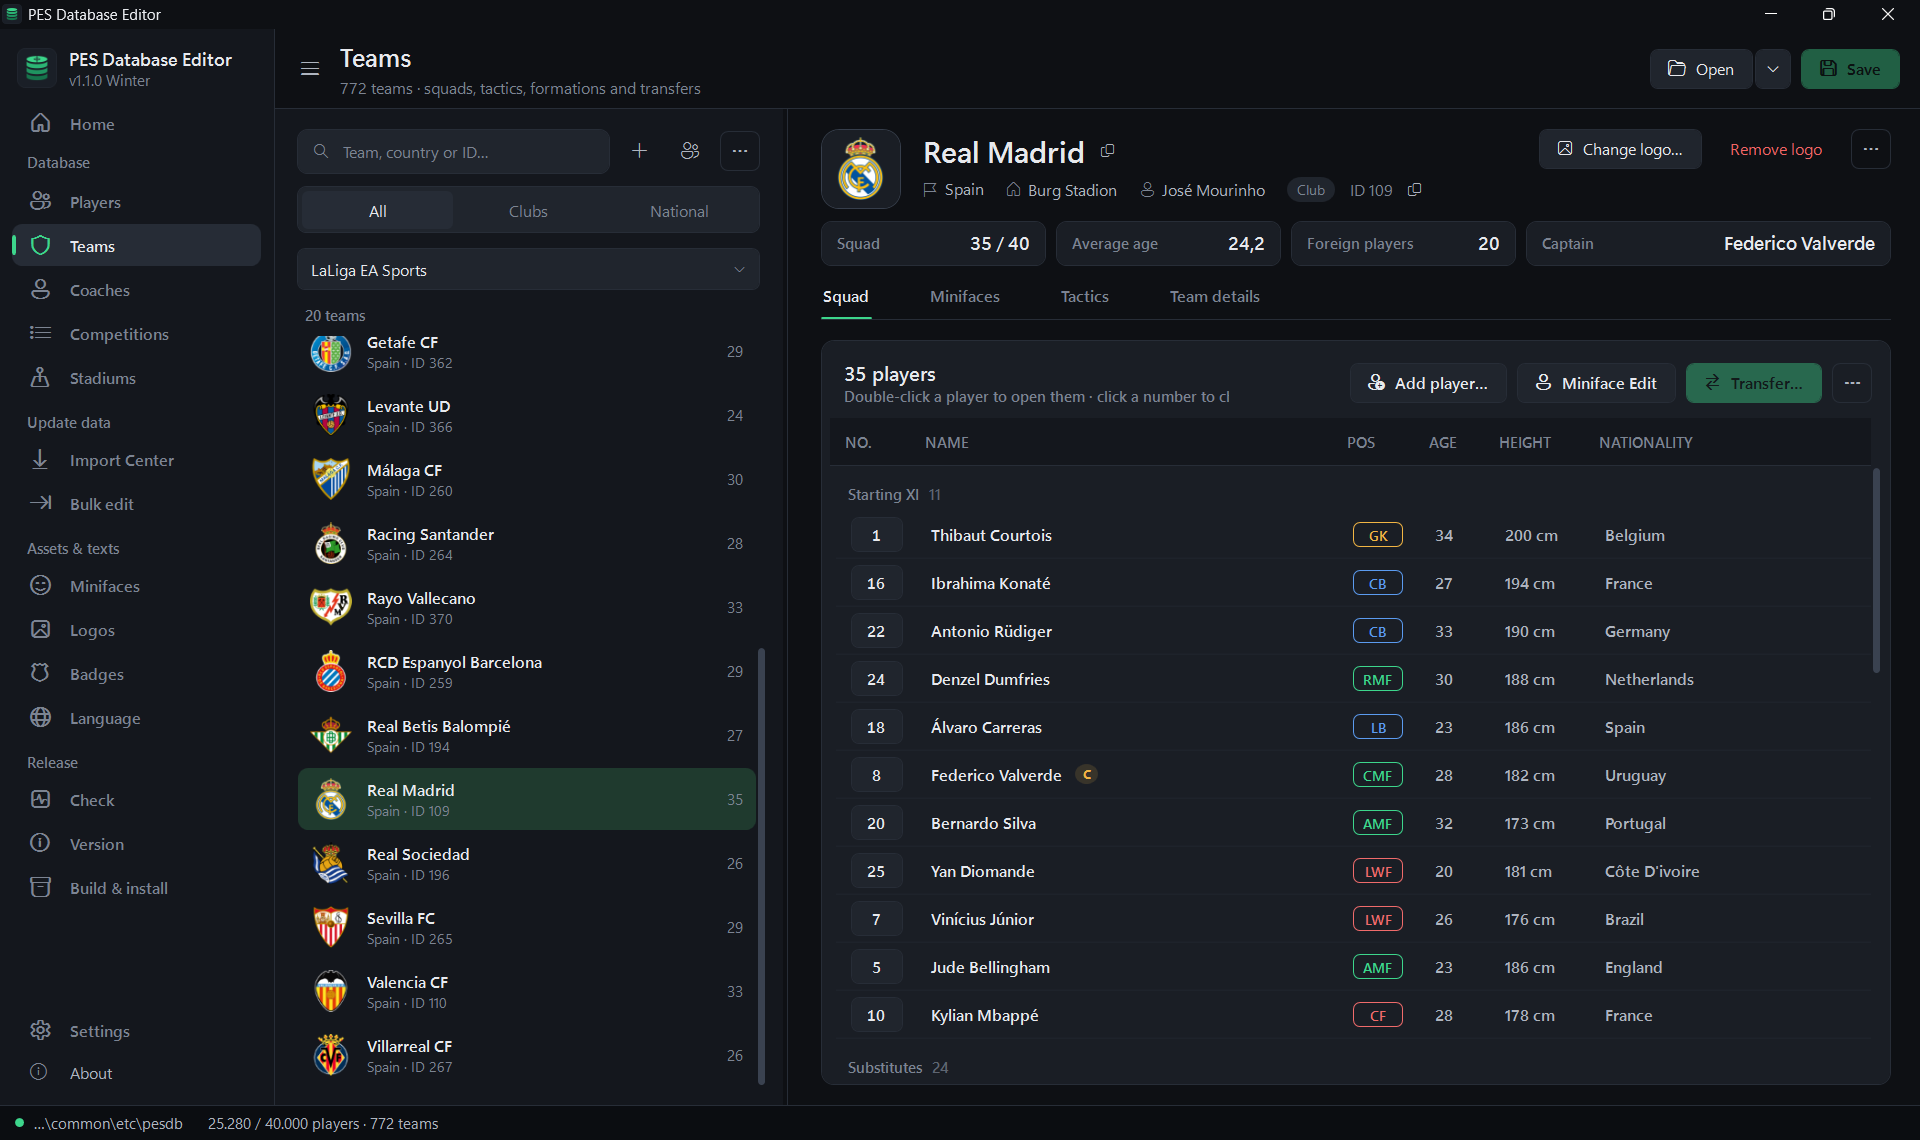 PES Database Editor
PES Database Editor
v1.1.0 Winter
Home
Database
Players
Teams
Coaches
Competitions
Stadiums
Update data
Import Center
Bulk edit
Assets & texts
Minifaces
Logos
Badges
Language
Release
Check
Version
Build & install
Settings
About
Teams
772 teams · squads, tactics, formations and transfers
Open
Save
Team, country or ID...
All Clubs National
LaLiga EA Sports
20 teams
Getafe CF
Spain · ID 362
29
Levante UD
Spain · ID 366
24
Málaga CF
Spain · ID 260
30
Racing Santander
Spain · ID 264
28
Rayo Vallecano
Spain · ID 370
33
RCD Espanyol Barcelona
Spain · ID 259
29
Real Betis Balompié
Spain · ID 194
27
Real Madrid
Spain · ID 109
35
Real Sociedad
Spain · ID 196
26
Sevilla FC
Spain · ID 265
29
Valencia CF
Spain · ID 110
33
Villarreal CF
Spain · ID 267
26
Real Madrid
Spain Burg Stadion José Mourinho Club ID 109
Change logo...
Remove logo
Squad 35 / 40
Average age 24,2
Foreign players 20
Captain Federico Valverde
Squad Minifaces Tactics Team details
35 players
Double-click a player to open them · click a number to cl
Add player...
Miniface Edit
Transfer...
NO. NAME POS AGE HEIGHT NATIONALITY
Starting XI 11
1 Thibaut Courtois GK 34 200 cm Belgium
16 Ibrahima Konaté CB 27 194 cm France
22 Antonio Rüdiger CB 33 190 cm Germany
24 Denzel Dumfries RMF 30 188 cm Netherlands
18 Álvaro Carreras LB 23 186 cm Spain
8 Federico Valverde C CMF 28 182 cm Uruguay
20 Bernardo Silva AMF 32 173 cm Portugal
25 Yan Diomande LWF 20 181 cm Côte D'ivoire
7 Vinícius Júnior LWF 26 176 cm Brazil
5 Jude Bellingham AMF 23 186 cm England
10 Kylian Mbappé CF 28 178 cm France
Substitutes 24
...\common\etc\pesdb 25.280 / 40.000 players · 772 teams